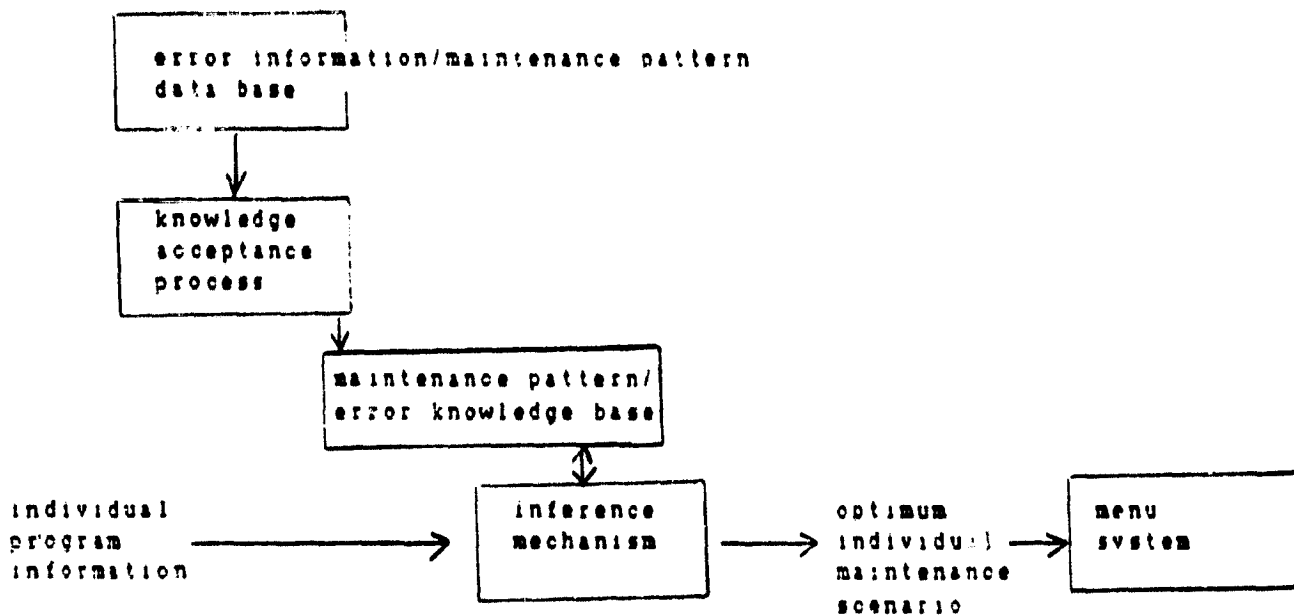 error information/maintenance pattern
data base
knowledge
acceptance
process
maintenance pattern/
error knowledge base
individual
program
information
inference
mechanism
optimum
individual
maintenance
scenario
menu
system